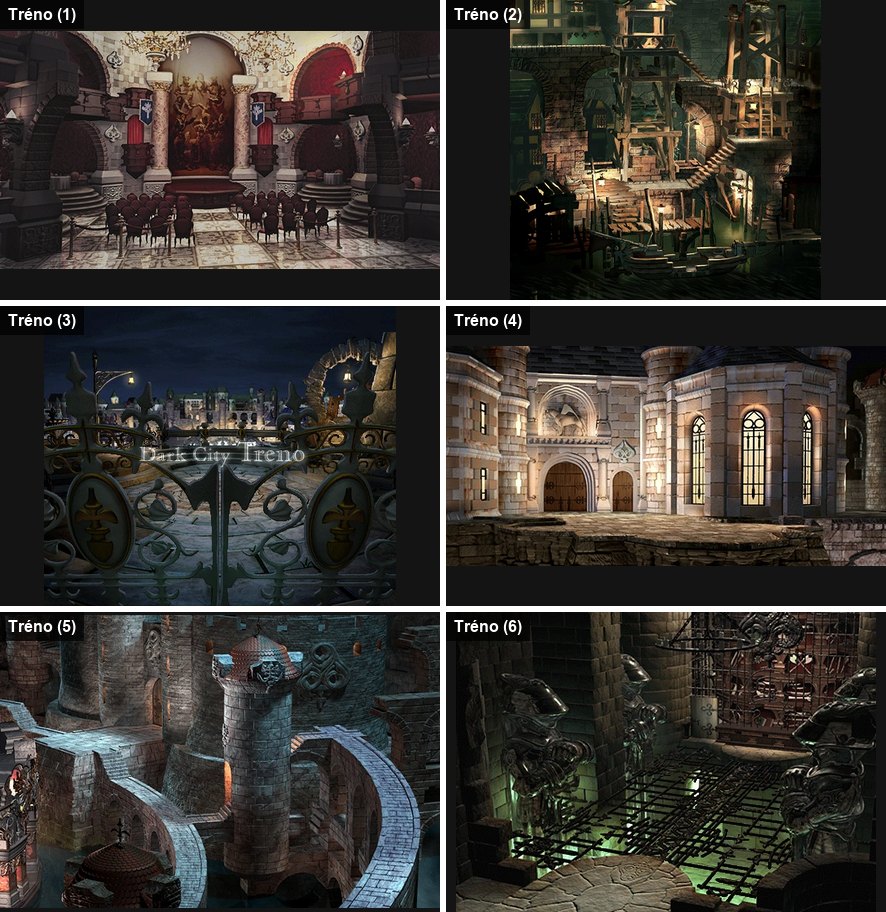 Tréno (1)
Tréno (2)
Tréno (3)
Dark City Treno
Tréno (4)
Tréno (5)
Tréno (6)